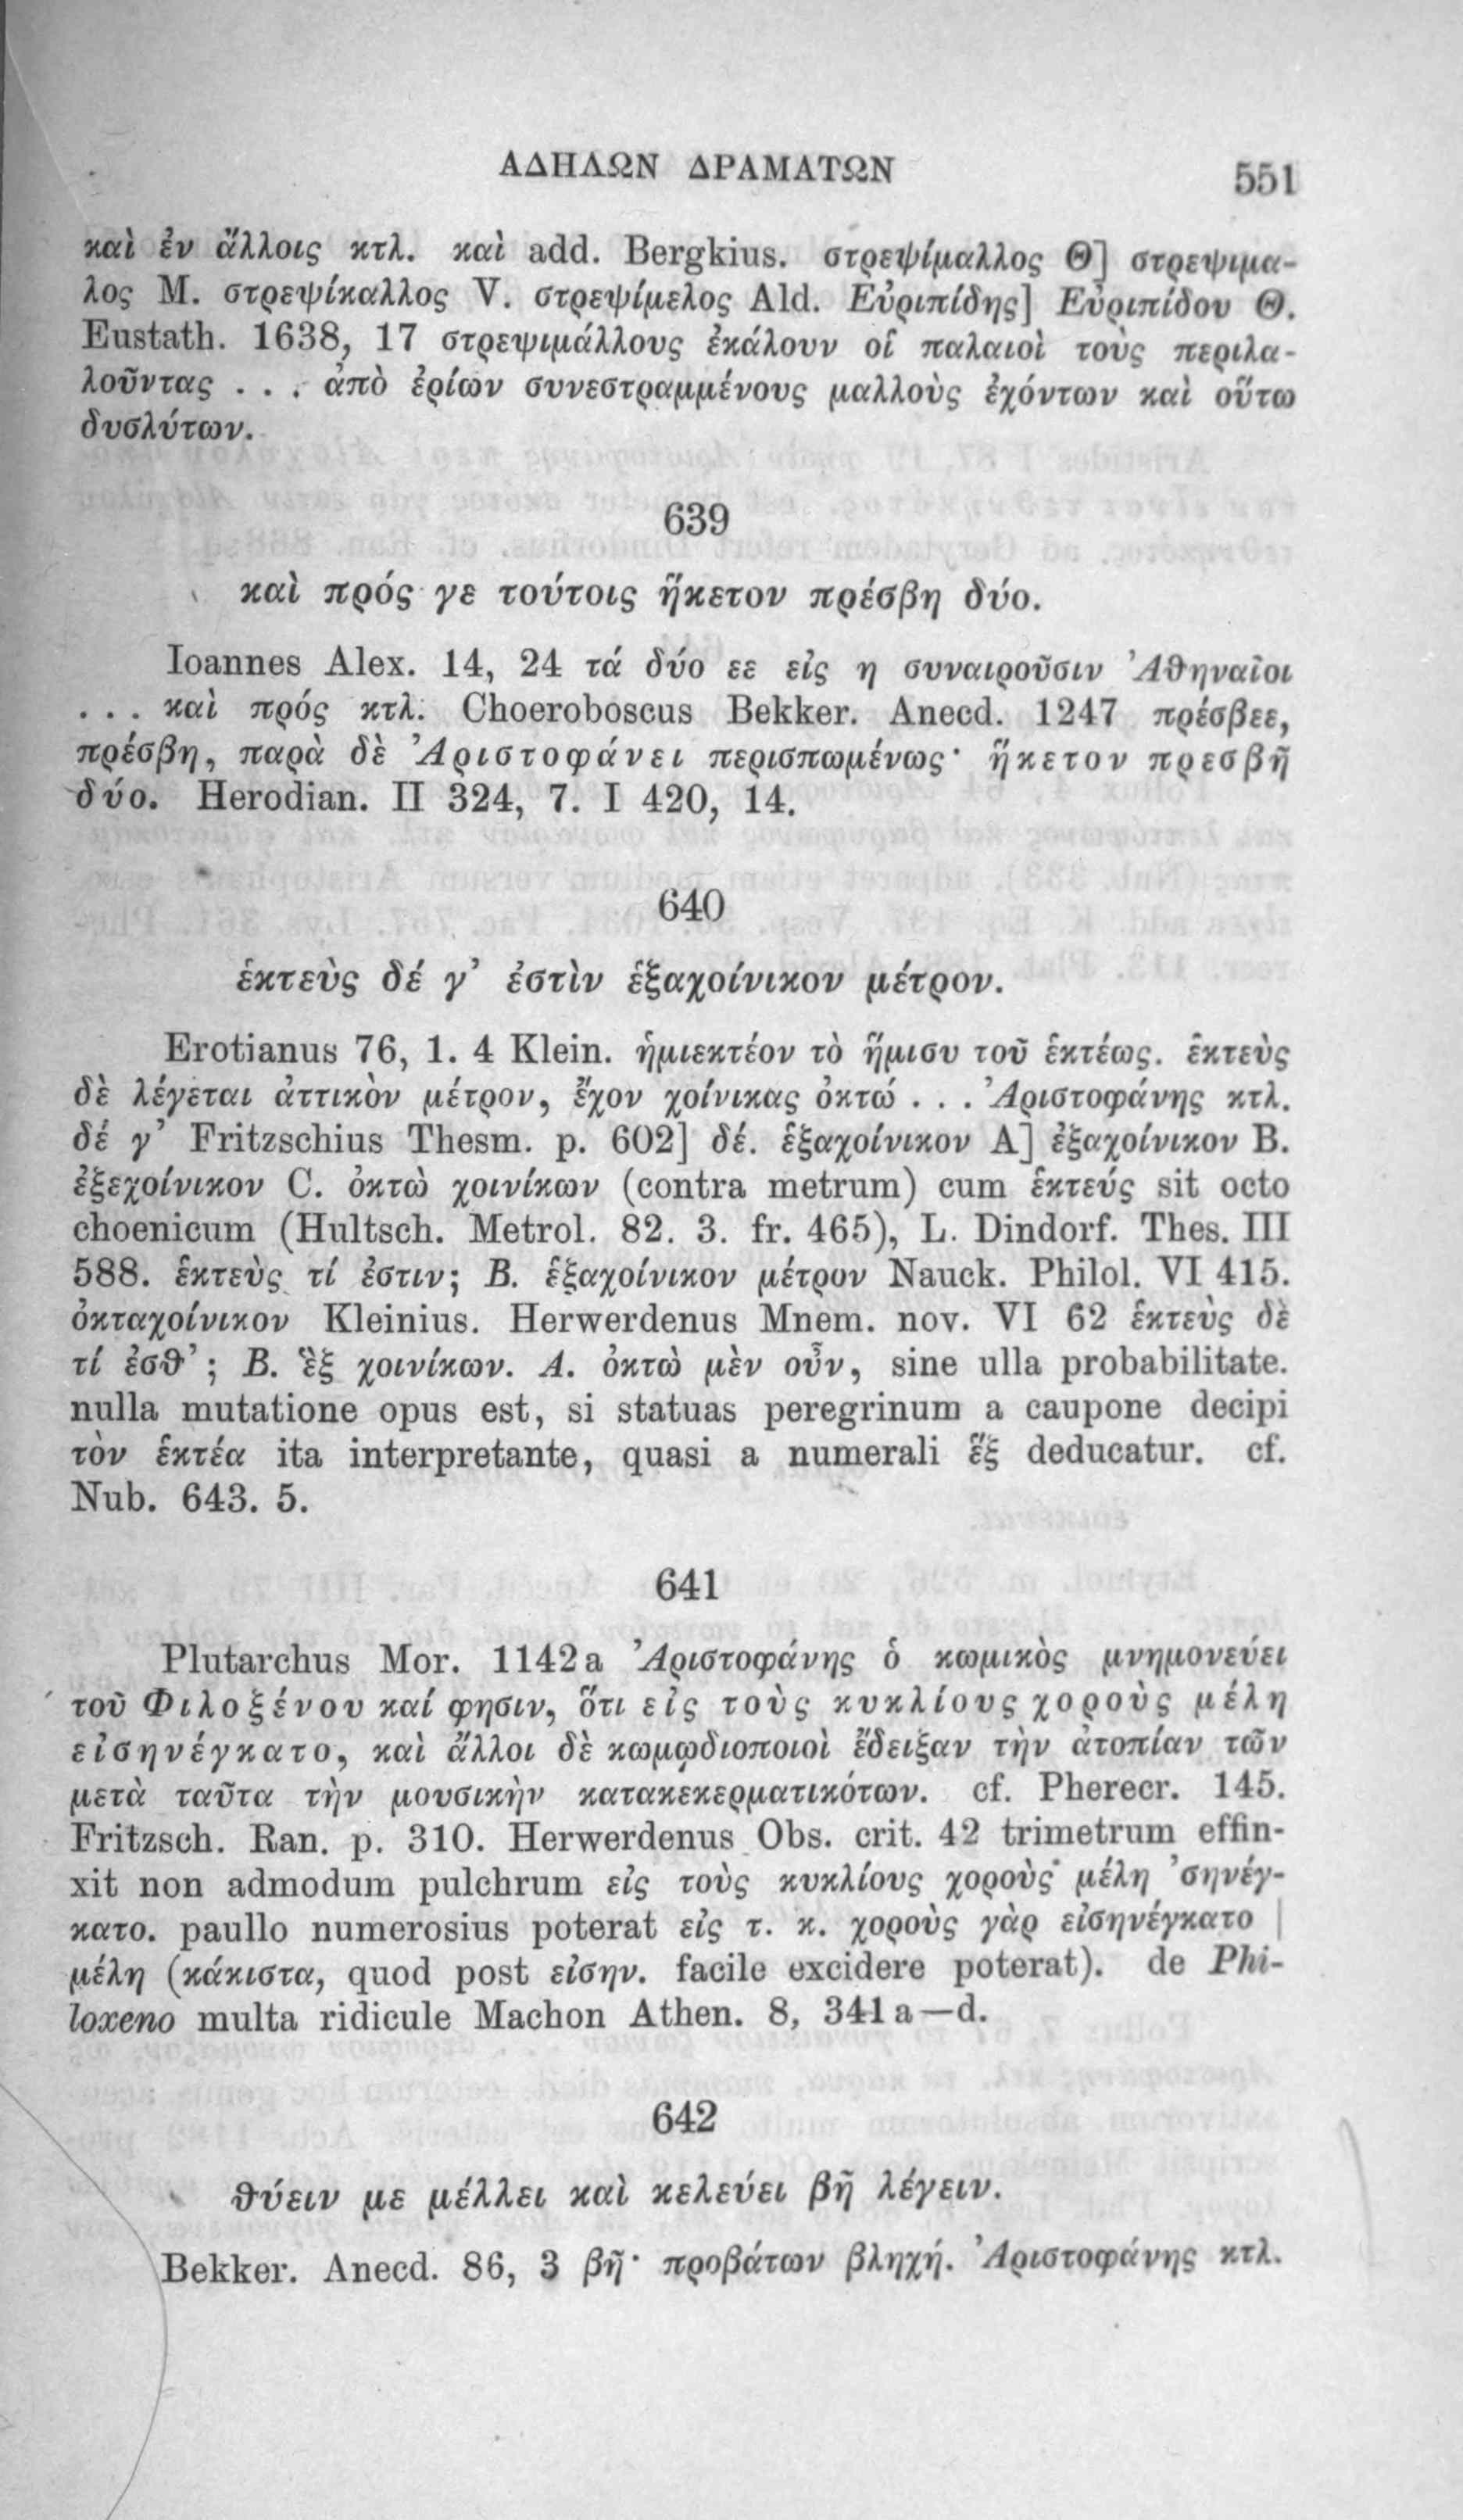 ΑΔΗΛΩΝ ΔΡΑΜΑΤΩΝ 551
καὶ ἐν ἄλλοις κτλ. καὶ add. Bergkius. στρεψίμαλλος Θ] στρεψιμα-
λος M. στρεψίκαλλος V. στρεψίμελος Ald. Εὐριπίδης] Εὐριπίδου Θ.
Eustath. 1638, 17 στρεψιμάλλους ἐκάλουν οἱ παλαιοὶ τοὺς περιλα-
λοῦντας . . . ἀπὸ ἐρίων συνεστραμμένους μαλλοὺς ἐχόντων καὶ οὕτω
δυσλύτων.
639
καὶ πρός γε τούτοις ἥκετον πρέσβη δύο.
Ioannes Alex. 14, 24 τά δύο εε εἰς η συναιροῦσιν Ἀθηναῖοι
. . . καὶ πρός κτλ. Choeroboscus Bekker. Anecd. 1247 πρέσβεε,
πρέσβη, παρὰ δὲ Ἀριστοφάνει περισπωμένως· ἥκετον πρεσβῆ
δύο. Herodian. II 324, 7. I 420, 14.
640
ἑκτεὺς δέ γ’ ἐστὶν ἑξαχοίνικον μέτρον.
Erotianus 76, 1. 4 Klein. ἡμιεκτέον τὸ ἥμισυ τοῦ ἑκτέως. ἑκτεὺς
δὲ λέγεται ἀττικὸν μέτρον, ἔχον χοίνικας ὀκτώ . . . Ἀριστοφάνης κτλ.
δέ γ’ Fritzschius Thesm. p. 602] δέ. ἑξαχοίνικον A] ἐξαχοίνικον B.
ἐξεχοίνικον C. ὀκτὼ χοινίκων (contra metrum) cum ἑκτεύς sit octo
choenicum (Hultsch. Metrol. 82. 3. fr. 465), L. Dindorf. Thes. III
588. ἑκτεὺς τί ἐστιν; B. ἑξαχοίνικον μέτρον Nauck. Philol. VI 415.
ὀκταχοίνικον Kleinius. Herwerdenus Mnem. nov. VI 62 ἑκτεὺς δὲ
τί ἐσθ’; B. ἓξ χοινίκων. A. ὀκτὼ μὲν οὖν, sine ulla probabilitate.
nulla mutatione opus est, si statuas peregrinum a caupone decipi
τὸν ἑκτέα ita interpretante, quasi a numerali ἕξ deducatur. cf.
Nub. 643. 5.
641
Plutarchus Mor. 1142 a Ἀριστοφάνης ὁ κωμικὸς μνημονεύει
τοῦ Φιλοξένου καί φησιν, ὅτι εἰς τοὺς κυκλίους χοροὺς μέλη
εἰσηνέγκατο, καὶ ἄλλοι δὲ κωμῳδιοποιοὶ ἔδειξαν τὴν ἀτοπίαν τῶν
μετὰ ταῦτα τὴν μουσικὴν κατακεκερματικότων. cf. Pherecr. 145.
Fritzsch. Ran. p. 310. Herwerdenus Obs. crit. 42 trimetrum effin-
xit non admodum pulchrum εἰς τοὺς κυκλίους χοροὺς μέλη ’σηνέγ-
κατο. paullo numerosius poterat εἰς τ. κ. χοροὺς γὰρ εἰσηνέγκατο |
μέλη (κάκιστα, quod post εἰσην. facile excidere poterat). de Phi-
loxeno multa ridicule Machon Athen. 8, 341 a—d.
642
θύειν με μέλλει καὶ κελεύει βῆ λέγειν.
Bekker. Anecd. 86, 3 βῆ· προβάτων βληχή. Ἀριστοφάνης κτλ.